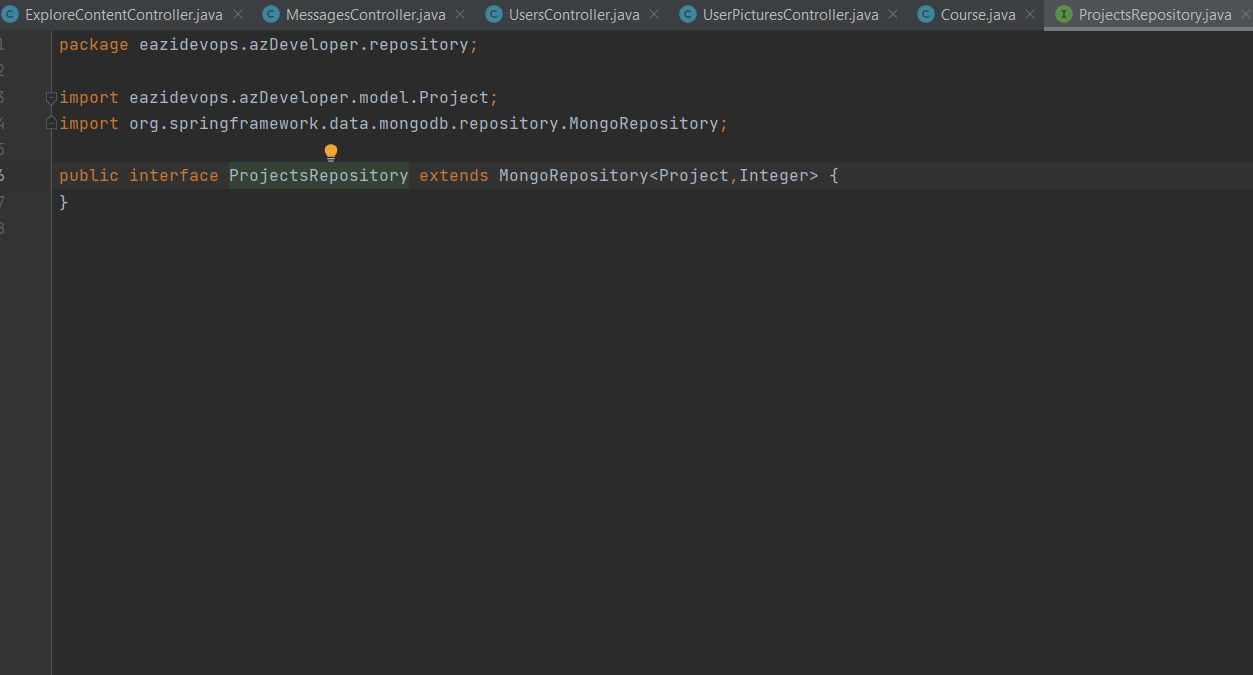 ExploreContentController.java MessagesController.java UsersController.java UserPicturesController.java Course.java ProjectsRepository.java
1 package eazidevops.azDeveloper.repository;
2
3 import eazidevops.azDeveloper.model.Project;
4 import org.springframework.data.mongodb.repository.MongoRepository;
5
6 public interface ProjectsRepository extends MongoRepository<Project,Integer> {
7 }
8